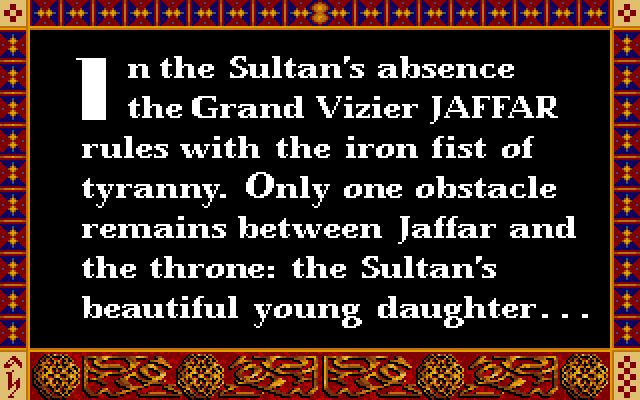 In the Sultan's absence
the Grand Vizier JAFFAR
rules with the iron fist of
tyranny. Only one obstacle
remains between Jaffar and
the throne: the Sultan's
beautiful young daughter...